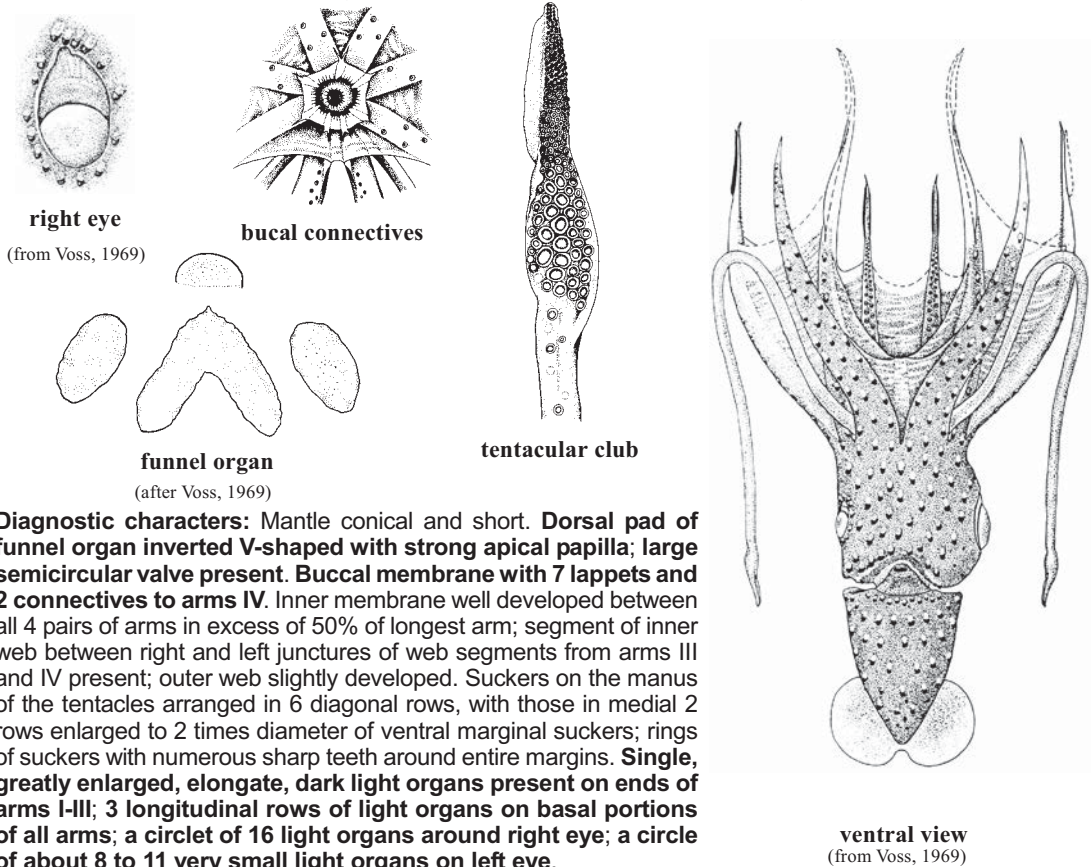 right eye
(from Voss, 1969)
bucal connectives
funnel organ
(after Voss, 1969)
tentacular club
Diagnostic characters: Mantle conical and short. Dorsal pad of
funnel organ inverted V-shaped with strong apical papilla; large
semicircular valve present. Buccal membrane with 7 lappets and
2 connectives to arms IV. Inner membrane well developed between
all 4 pairs of arms in excess of 50% of longest arm; segment of inner
web between right and left junctures of web segments from arms III
and IV present; outer web slightly developed. Suckers on the manus
of the tentacles arranged in 6 diagonal rows, with those in medial 2
rows enlarged to 2 times diameter of ventral marginal suckers; rings
of suckers with numerous sharp teeth around entire margins. Single,
greatly enlarged, elongate, dark light organs present on ends of
arms I-III; 3 longitudinal rows of light organs on basal portions
of all arms; a circlet of 16 light organs around right eye; a circle
of about 8 to 11 very small light organs on left eye.
ventral view
(from Voss, 1969)